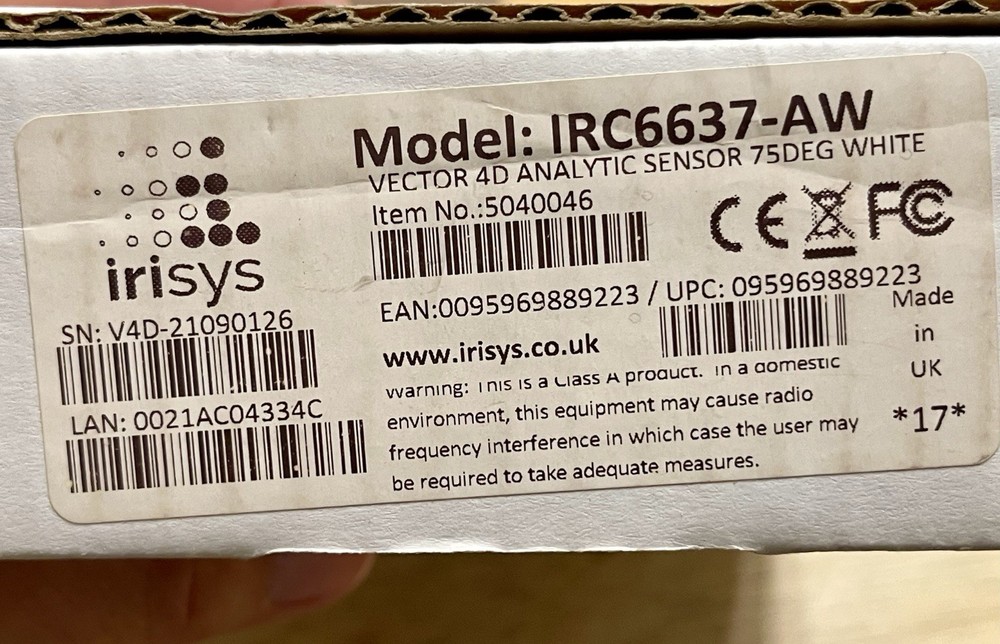 Model: IRC6637-AW
VECTOR 4D ANALYTIC SENSOR 75DEG WHITE
Item No.:5040046
CE FCC
irisys
SN: V4D-21090126
LAN: 0021AC04334C
EAN:0095969889223 / UPC: 095969889223
www.irisys.co.uk
Warning: This is a Class A product. In a domestic
environment, this equipment may cause radio
frequency interference in which case the user may
be required to take adequate measures.
Made
in
UK
*17*